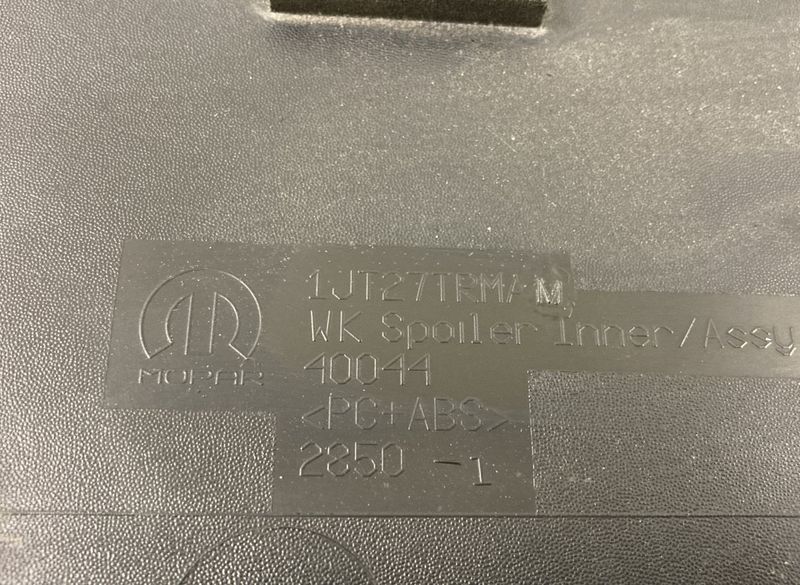 MOPAR
1JT27TRMAM
WK Spoiler Inner/Assy
40044
<PC+ABS>
2850 -1